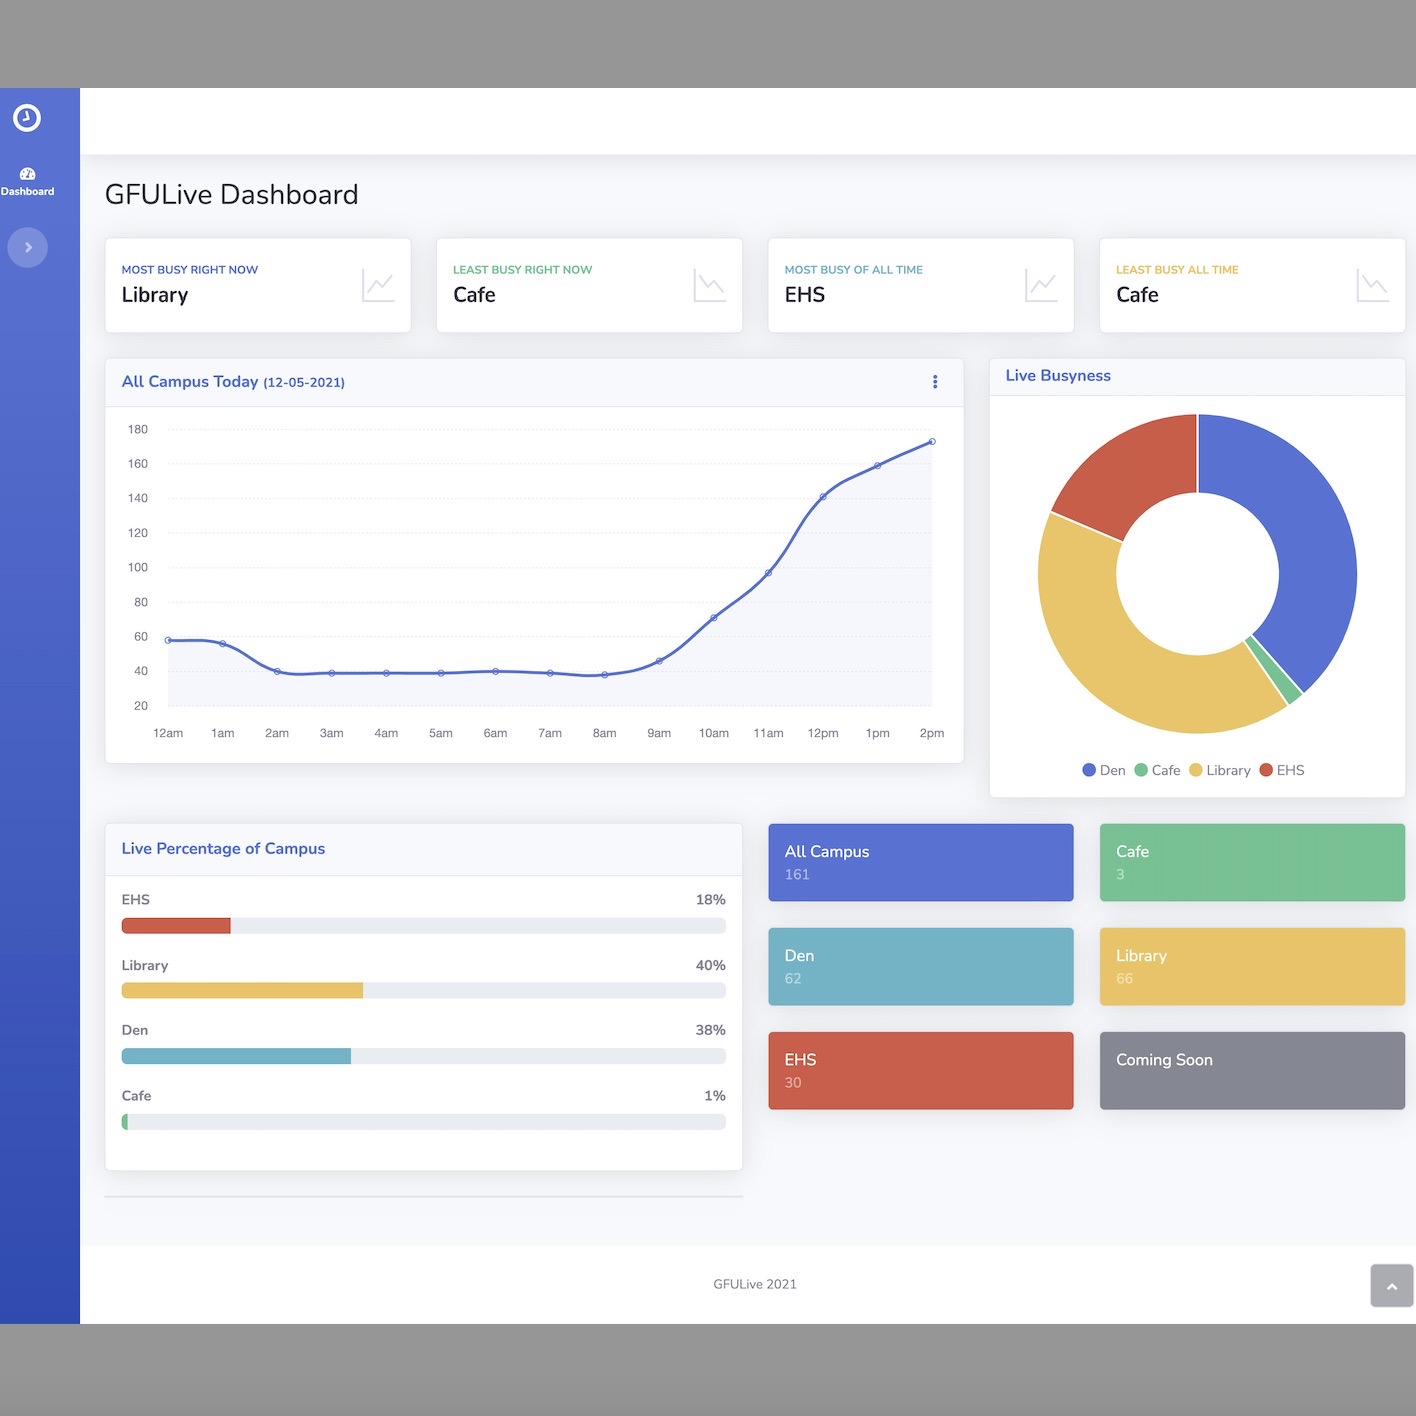 Dashboard
GFULive Dashboard
MOST BUSY RIGHT NOW
Library
LEAST BUSY RIGHT NOW
Cafe
MOST BUSY OF ALL TIME
EHS
LEAST BUSY ALL TIME
Cafe
All Campus Today (12-05-2021)
180
160
140
120
100
80
60
40
20
12am 1am 2am 3am 4am 5am 6am 7am 8am 9am 10am 11am 12pm 1pm 2pm
Live Busyness
Den Cafe Library EHS
Live Percentage of Campus
EHS 18%
Library 40%
Den 38%
Cafe 1%
All Campus
161
Cafe
3
Den
62
Library
66
EHS
30
Coming Soon
GFULive 2021